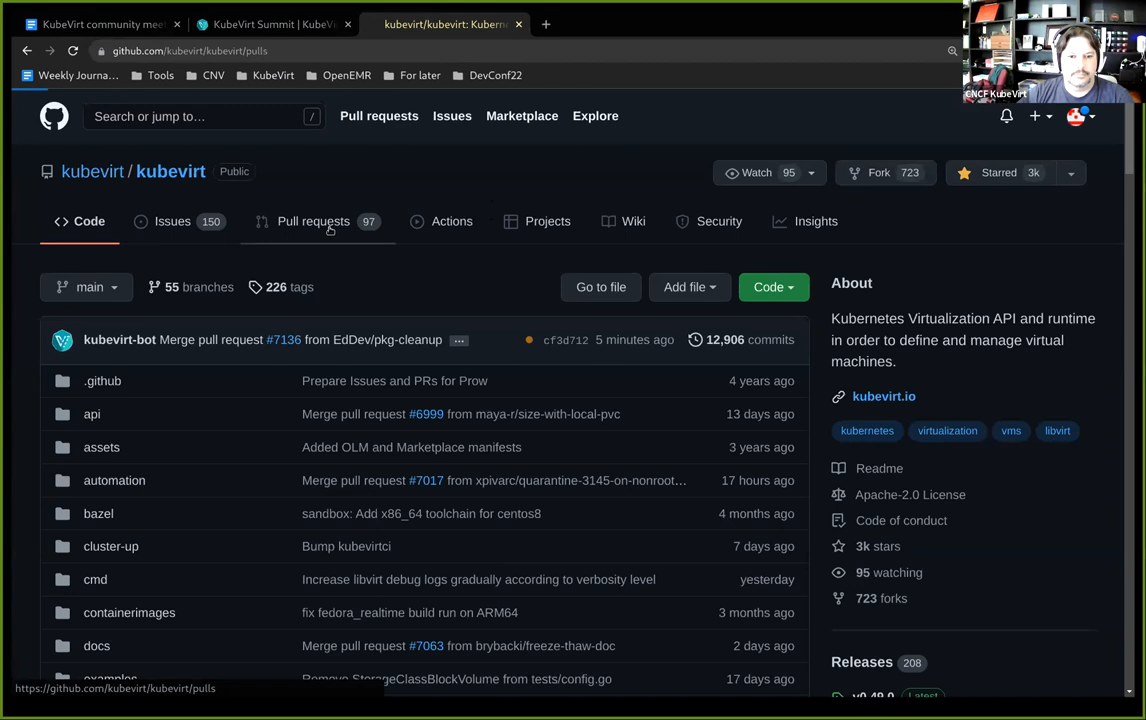 KubeVirt community mee
KubeVirt Summit | KubeVi
kubevirt/kubevirt: Kubern
github.com/kubevirt/kubevirt/pulls
Weekly Journa...
Tools
CNV
KubeVirt
OpenEMR
For later
DevConf22
CNCF KubeVirt
Search or jump to...
/
Pull requests
Issues
Marketplace
Explore
kubevirt / kubevirt
Public
Watch 95
Fork 723
Starred 3k
Code
Issues 150
Pull requests 97
Actions
Projects
Wiki
Security
Insights
main
55 branches
226 tags
Go to file
Add file
Code
kubevirt-bot Merge pull request #7136 from EdDev/pkg-cleanup ...
cf3d712 5 minutes ago
12,906 commits
.github Prepare Issues and PRs for Prow 4 years ago
api Merge pull request #6999 from maya-r/size-with-local-pvc 13 days ago
assets Added OLM and Marketplace manifests 3 years ago
automation Merge pull request #7017 from xpivarc/quarantine-3145-on-nonroot... 17 hours ago
bazel sandbox: Add x86_64 toolchain for centos8 4 months ago
cluster-up Bump kubevirtci 7 days ago
cmd Increase libvirt debug logs gradually according to verbosity level yesterday
containerimages fix fedora_realtime build run on ARM64 3 months ago
docs Merge pull request #7063 from brybacki/freeze-thaw-doc 2 days ago
examples Remove StorageClassBlockVolume from tests/config.go 17 days ago
About
Kubernetes Virtualization API and runtime
in order to define and manage virtual
machines.
kubevirt.io
kubernetes
virtualization
vms
libvirt
Readme
Apache-2.0 License
Code of conduct
3k stars
95 watching
723 forks
Releases 208
v0.49.0 Latest
https://github.com/kubevirt/kubevirt/pulls